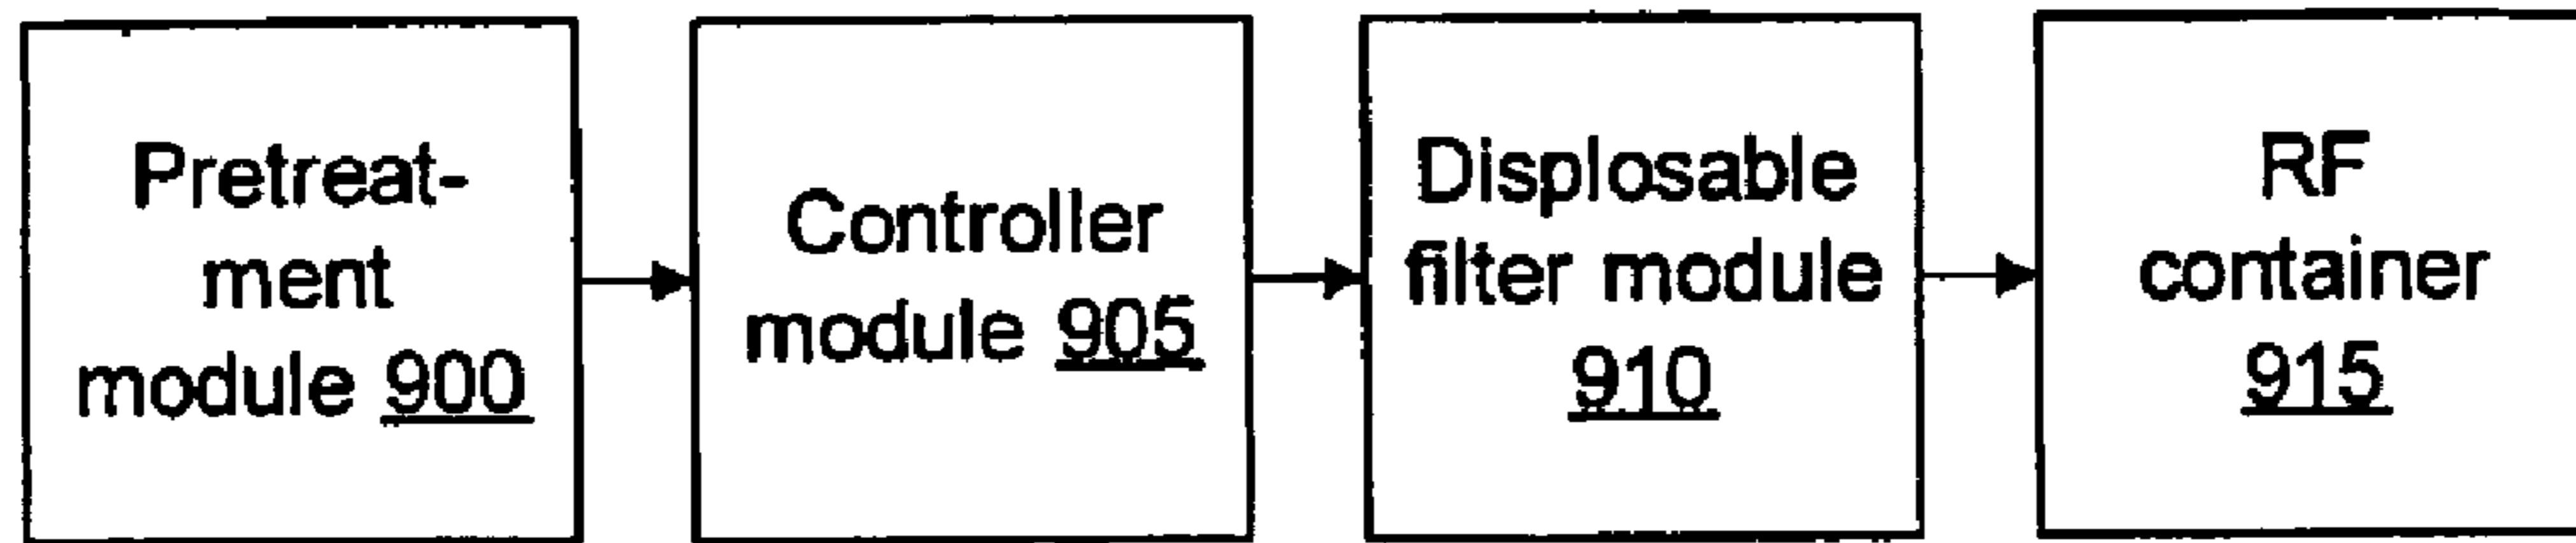 Pretreat-
ment
module 900
Controller
module 905
Displosable
filter module
910
RF
container
915